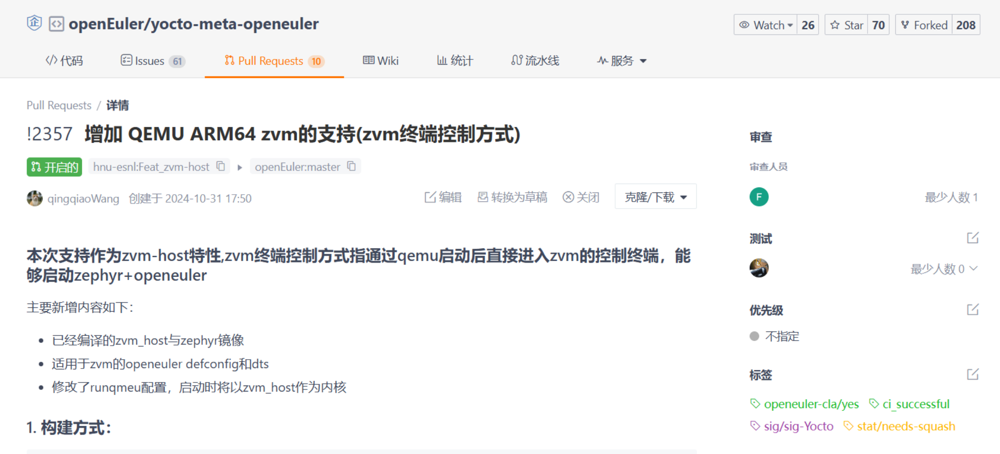 企 openEuler/yocto-meta-openeuler
Watch 26 Star 70 Forked 208
代码 Issues 61 Pull Requests 10 Wiki 统计 流水线 服务
Pull Requests / 详情
!2357 增加 QEMU ARM64 zvm的支持(zvm终端控制方式)
开启的 hnu-esnl:Feat_zvm-host openEuler:master
qingqiaoWang 创建于 2024-10-31 17:50 编辑 转换为草稿 关闭 克隆/下载
本次支持作为zvm-host特性,zvm终端控制方式指通过qemu启动后直接进入zvm的控制终端，能
够启动zephyr+openeuler
主要新增内容如下：
• 已经编译的zvm_host与zephyr镜像
• 适用于zvm的openeuler defconfig和dts
• 修改了runqmeu配置，启动时将以zvm_host作为内核
1. 构建方式：
审查
审查人员
F 最少人数 1
测试
最少人数 0
优先级
不指定
标签
openeuler-cla/yes ci_successful
sig/sig-Yocto stat/needs-squash